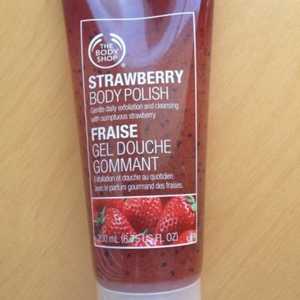 THE
BODY
SHOP
STRAWBERRY
BODY POLISH
Gentle daily exfoliation and cleansing
with sumptuous strawberry.
FRAISE
GEL DOUCHE
GOMMANT
Exfoliation et douche au quotidien
avec le parfum gourmand des fraises.
200 mL (6.75 US FL OZ)